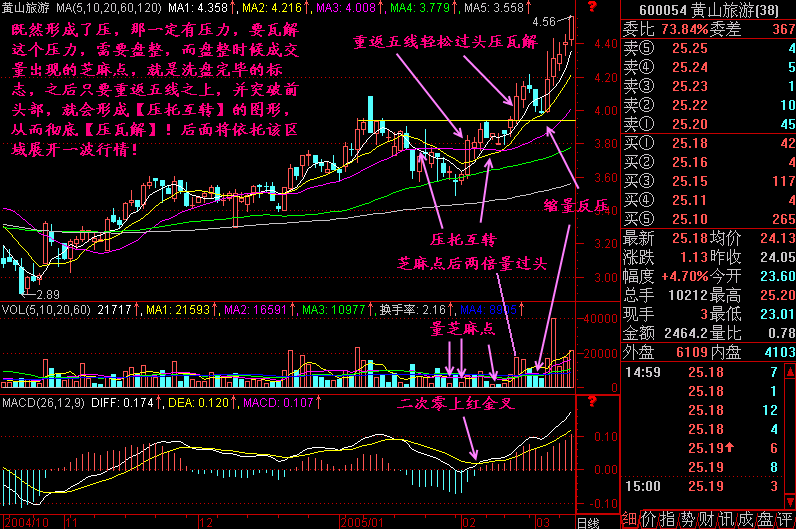 黄山旅游 MA(5,10,20,60,120) MA1: 4.358↑, MA2: 4.216↑, MA3: 4.008↑ MA4: 3.779↑ MA5: 3.558↑
既然形成了压，那一定有压力，要瓦解
这个压力，需要盘整，而盘整时候成交
量出现的芝麻点，就是洗盘完毕的标
志，之后只要重返五线之上，并突破前
头部，就会形成【压托互转】的图形，
从而彻底【压瓦解】！后面将依托该区
域展开一波行情！
重返五线轻松过头压瓦解
4.56
4.40
4.20
4.00
3.80
3.60
3.40
3.20
3.00
缩量反压
压托互转
芝麻点后两倍量过头
2.89
VOL(5,10,20,60) 21717↑, MA1: 21593↑, MA2: 16591↑, MA3: 10977↑, 换手率: 2.16↑,
40000
20000
0
量芝麻点
MACD(26,12,9) DIFF: 0.174↑, DEA: 0.120↑, MACD: 0.107↑
?
二次零上红金叉
0.10
0.00
-0.10
2004/10 11 12 2005/01 02 03 日线
?
600054 黄山旅游(38)
委比 73.84% 委差 367
卖⑤ 25.25 4
卖④ 25.24 5
卖③ 25.23 1
卖② 25.22 10
卖① 25.20 45
买① 25.18 42
买② 25.16 4
买③ 25.15 117
买④ 25.11 4
买⑤ 25.10 265
最新 25.18 均价 24.13
涨跌 1.13 昨收 24.05
幅度 +4.70% 今开 23.60
总手 10212 最高 25.20
现手 3 最低 23.01
金额 2464.2 量比 0.78
外盘 6109 内盘 4103
14:59 25.18 7
25.18 1
25.18 12
25.18 4
25.19↑ 6
25.19 8
15:00 25.19 3
细 价 指 势 财 讯 成 盘 评